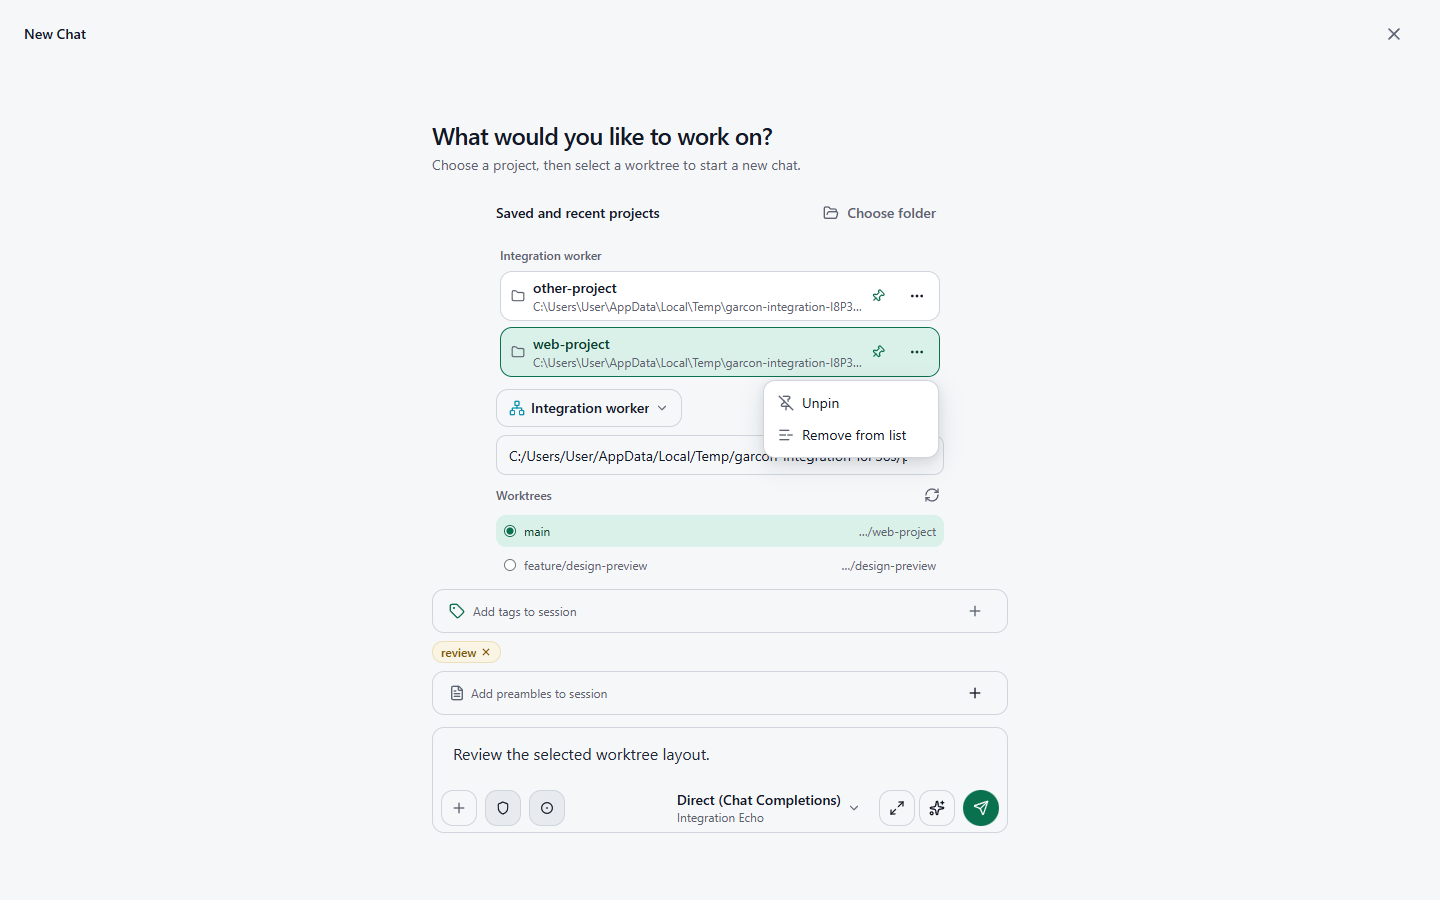 New Chat
What would you like to work on?
Choose a project, then select a worktree to start a new chat.
Saved and recent projects
Choose folder
Integration worker
other-project
C:\Users\User\AppData\Local\Temp\garcon-integration-I8P3...
web-project
C:\Users\User\AppData\Local\Temp\garcon-integration-I8P3...
Unpin
Remove from list
Integration worker
C:/Users/User/AppData/Local/Temp/garcon-integration-
Worktrees
main
.../web-project
feature/design-preview
.../design-preview
Add tags to session
review
Add preambles to session
Review the selected worktree layout.
Direct (Chat Completions)
Integration Echo